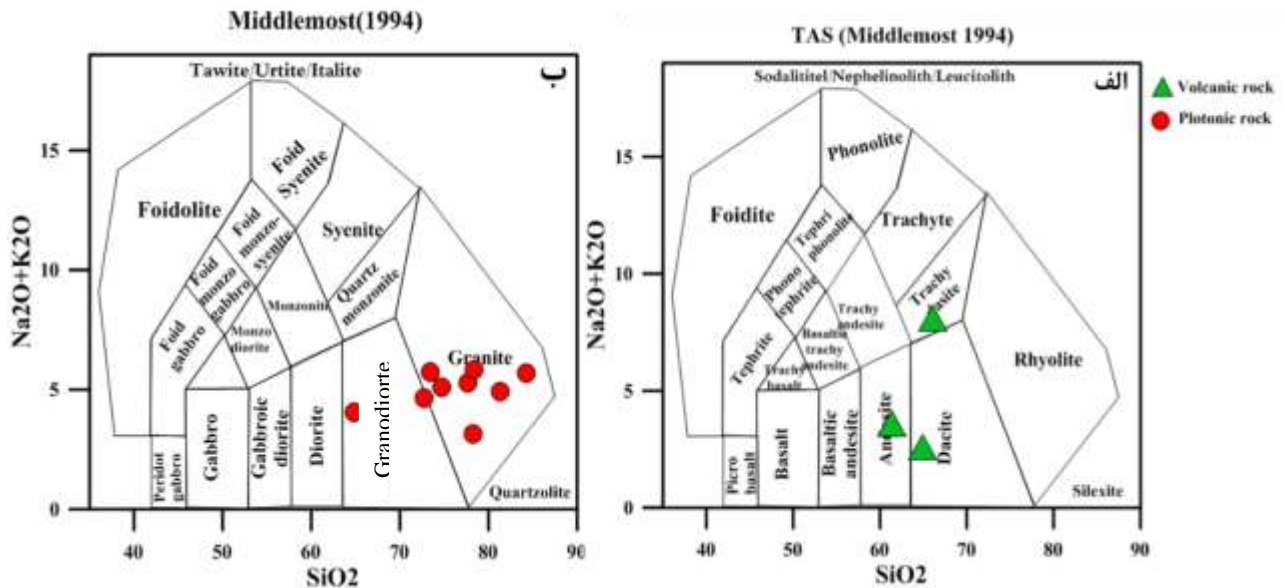 Middlemost(1994)
Tawite/Urtite/Italite
ب
Na2O+K2O
15
10
5
0
Foidolite
Foid
Syenite
Foid
monzo-
syenite
Foid
monzo
gabbro
Foid
gabbro
Syenite
Quartz
monzonite
Monzonite
Monzo
diorite
Granite
Peridot
gabbro
Gabbro
Gabbroic
diorite
Diorite
Granodiorte
Quartzolite
40
50
60
70
80
90
SiO2
TAS (Middlemost 1994)
Sodalititel/Nephelinolith/Leucitolith
الف
Na2O+K2O
15
10
5
0
Foidite
Phonolite
Tephri
phonolite
Phono
tephrite
Tephrite
Trachyte
Trachy
Trachy
andesite
Basaltic
trachy
andesite
Trachy
basalt
Rhyolite
Picro
basalt
Basalt
Basaltic
andesite
Andesite
Dacite
Silexite
40
50
60
70
80
90
SiO2
Volcanic rock
Plotunic rock